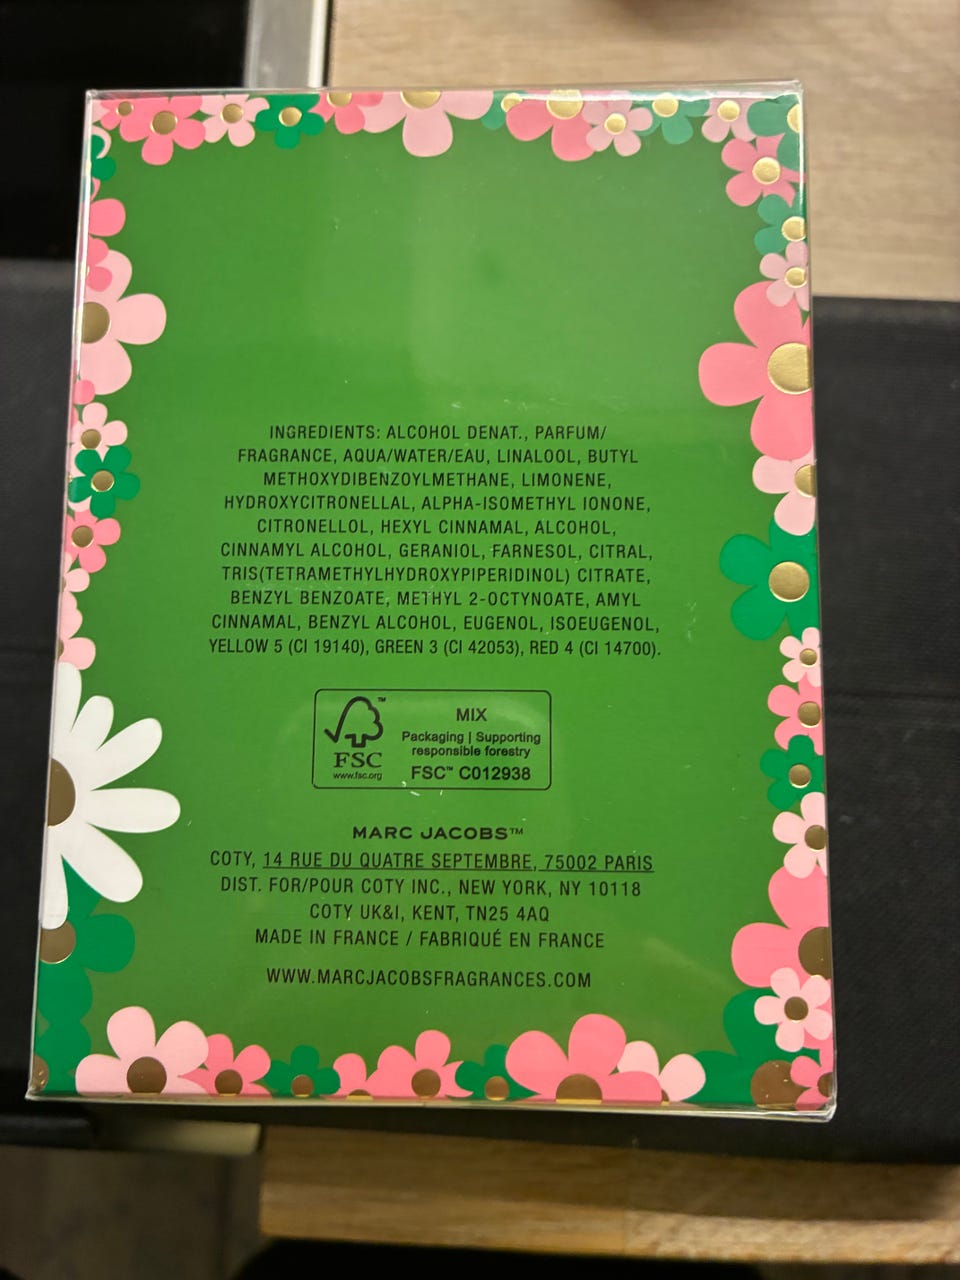 INGREDIENTS: ALCOHOL DENAT., PARFUM/
FRAGRANCE, AQUA/WATER/EAU, LINALOOL, BUTYL
METHOXYDIBENZOYLMETHANE, LIMONENE,
HYDROXYCITRONELLAL, ALPHA-ISOMETHYL IONONE,
CITRONELLOL, HEXYL CINNAMAL, ALCOHOL,
CINNAMYL ALCOHOL, GERANIOL, FARNESOL, CITRAL,
TRIS(TETRAMETHYLHYDROXYPIPERIDINOL) CITRATE,
BENZYL BENZOATE, METHYL 2-OCTYNOATE, AMYL
CINNAMAL, BENZYL ALCOHOL, EUGENOL, ISOEUGENOL,
YELLOW 5 (CI 19140), GREEN 3 (CI 42053), RED 4 (CI 14700).
™
FSC
www.fsc.org
MIX
Packaging | Supporting
responsible forestry
FSC™ C012938
MARC JACOBS™
COTY, 14 RUE DU QUATRE SEPTEMBRE, 75002 PARIS
DIST. FOR/POUR COTY INC., NEW YORK, NY 10118
COTY UK&I, KENT, TN25 4AQ
MADE IN FRANCE / FABRIQUÉ EN FRANCE
WWW.MARCJACOBSFRAGRANCES.COM